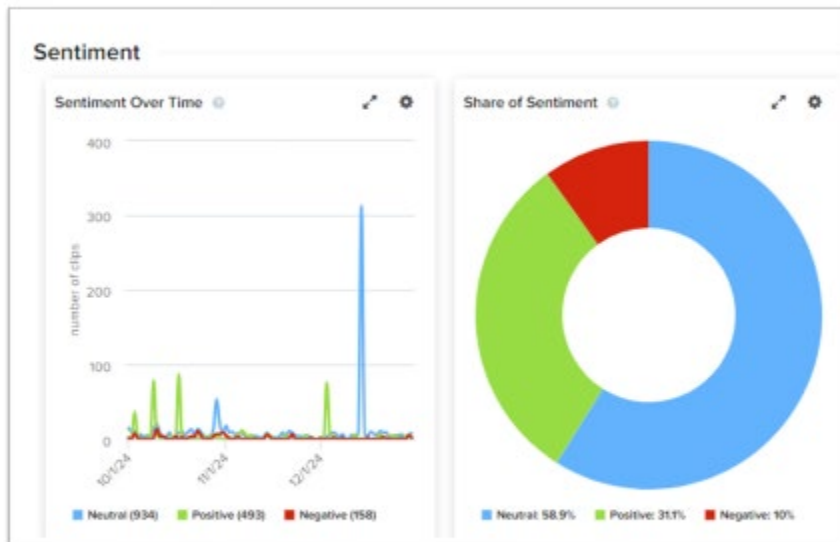 Sentiment
Sentiment Over Time
400
300
200
100
0
number of clips
10/1/24
11/1/24
12/1/24
Neutral (934) Positive (493) Negative (158)
Share of Sentiment
Neutral: 58.9% Positive: 31.1% Negative: 10%